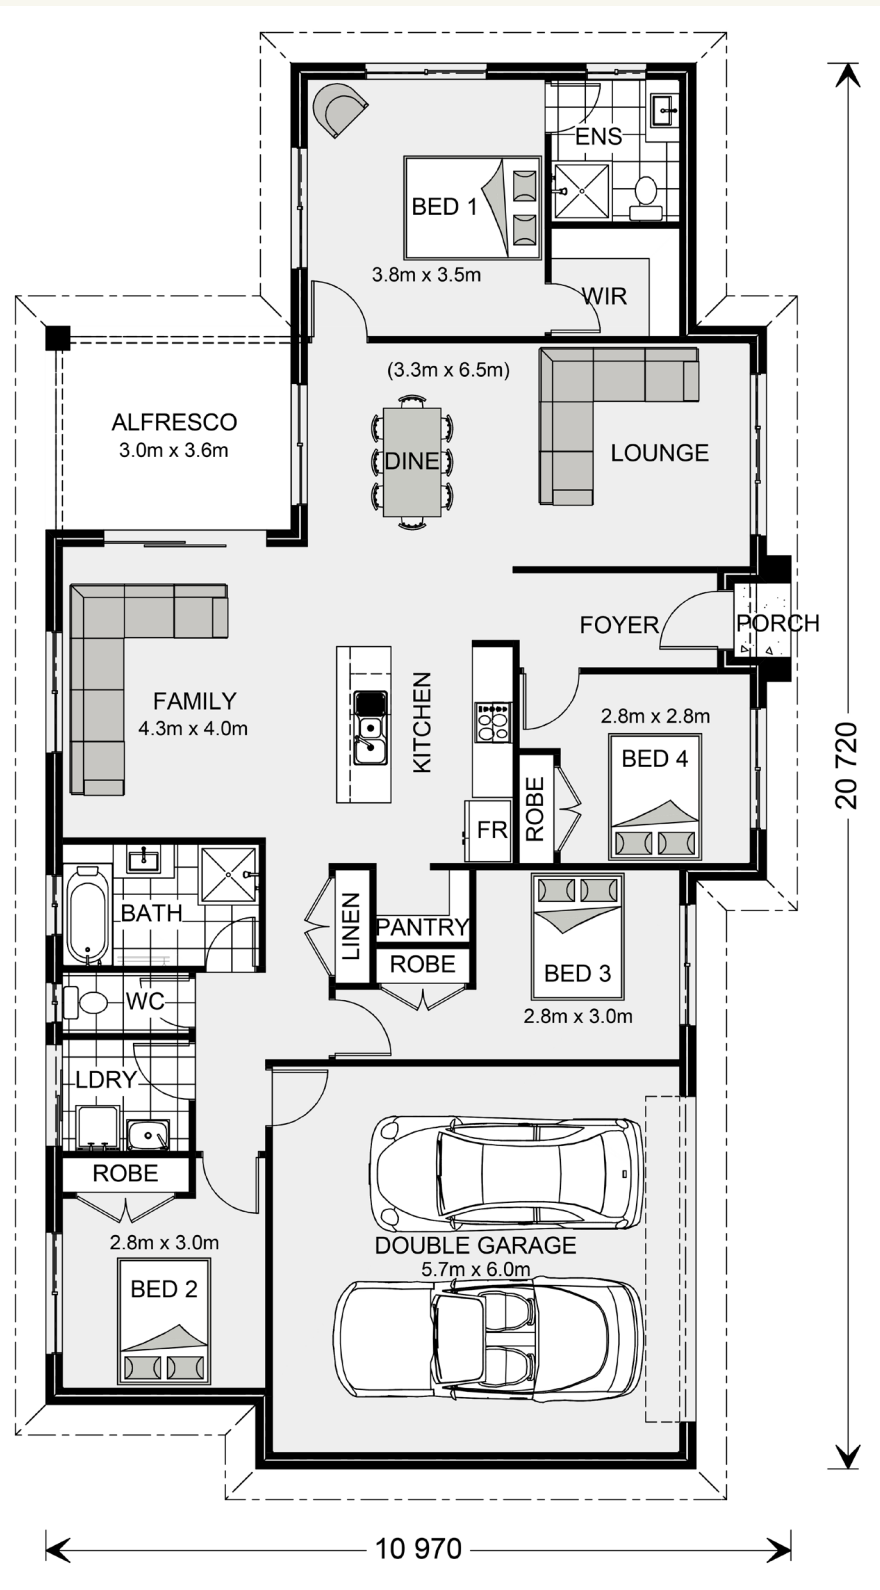 ENS
BED 1
3.8m x 3.5m
WIR
(3.3m x 6.5m)
ALFRESCO
3.0m x 3.6m
DINE
LOUNGE
FOYER
PORCH
FAMILY
4.3m x 4.0m
KITCHEN
2.8m x 2.8m
BED 4
ROBE
FR
20 720
BATH
LINEN
PANTRY
ROBE
BED 3
2.8m x 3.0m
WC
LDRY
ROBE
2.8m x 3.0m
BED 2
DOUBLE GARAGE
5.7m x 6.0m
10 970